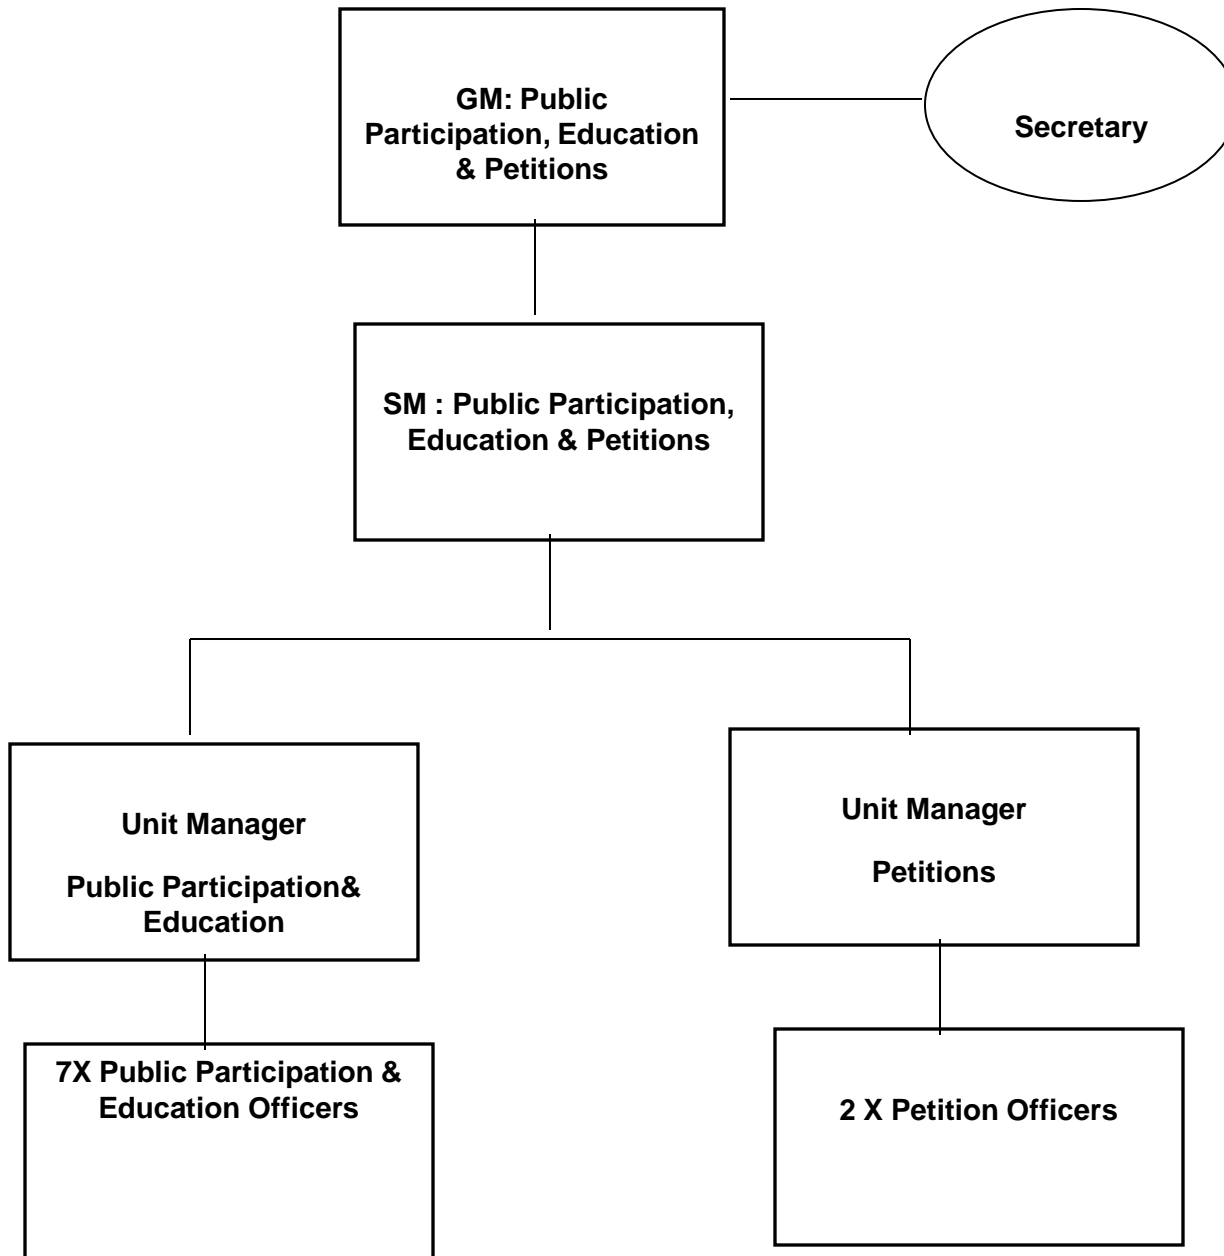 GM: Public
Participation, Education
& Petitions
Secretary
SM : Public Participation,
Education & Petitions
Unit Manager
Public Participation&
Education
Unit Manager
Petitions
7X Public Participation &
Education Officers
2 X Petition Officers